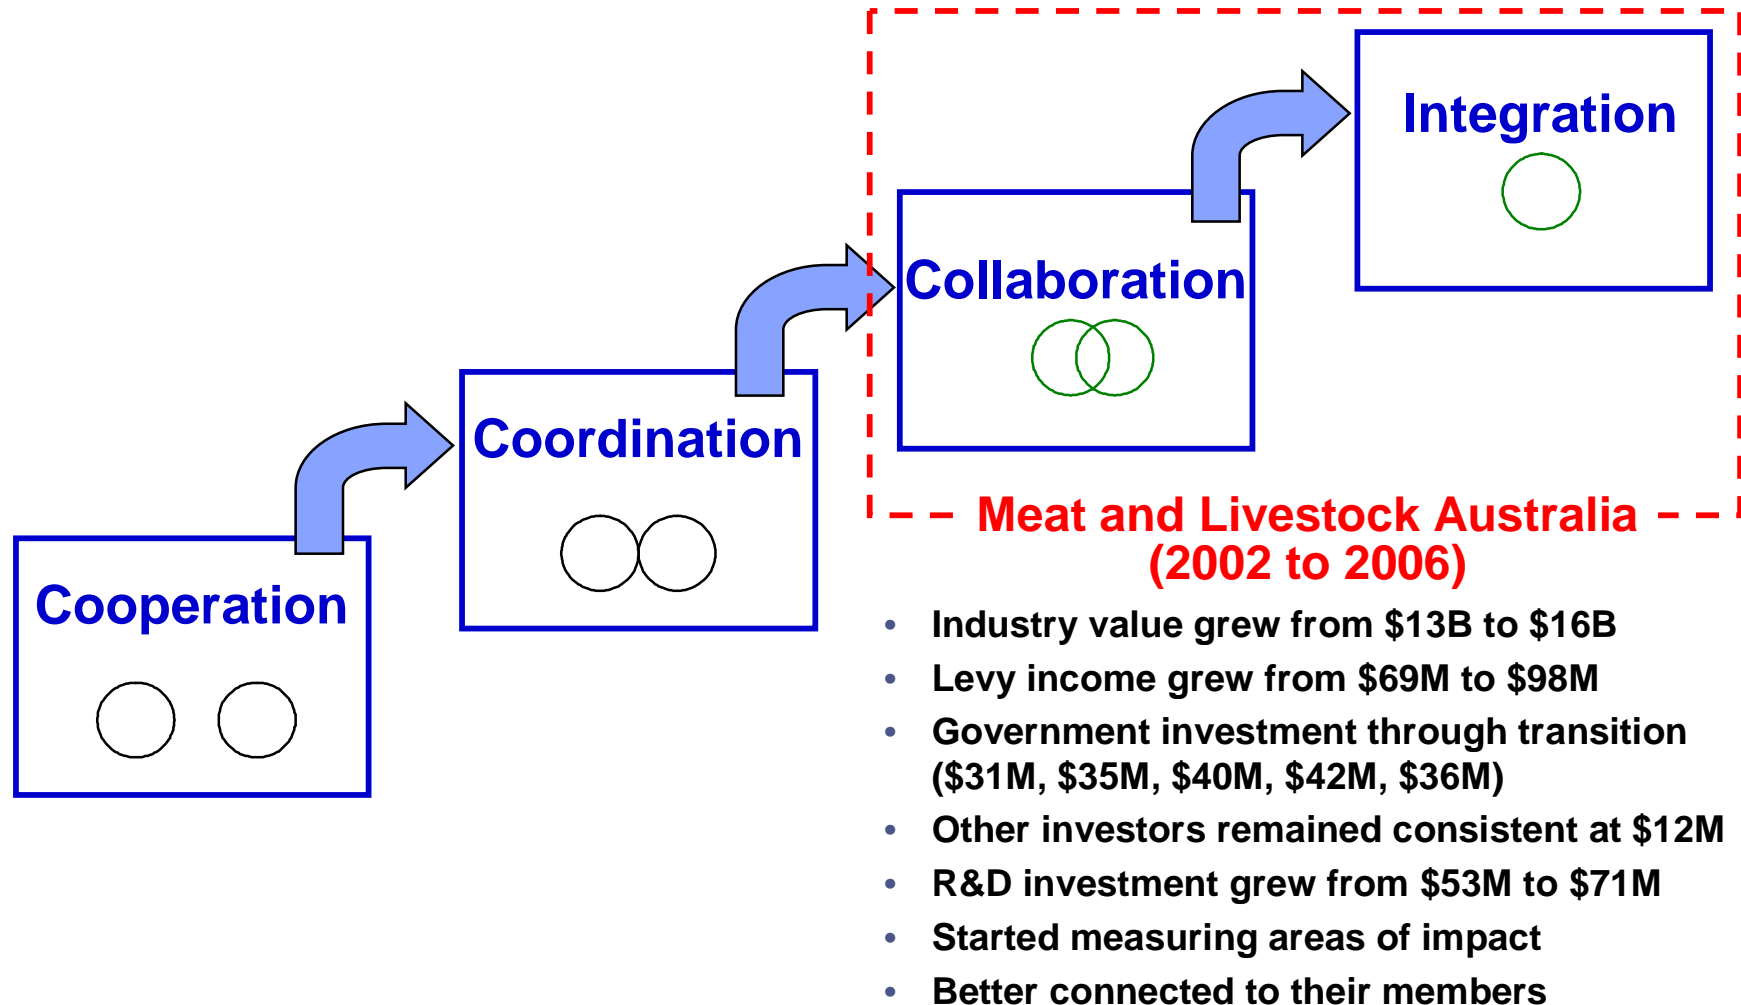 Integration
Collaboration
Coordination
Cooperation
Meat and Livestock Australia
(2002 to 2006)
• Industry value grew from $13B to $16B
• Levy income grew from $69M to $98M
• Government investment through transition
($31M, $35M, $40M, $42M, $36M)
• Other investors remained consistent at $12M
• R&D investment grew from $53M to $71M
• Started measuring areas of impact
• Better connected to their members